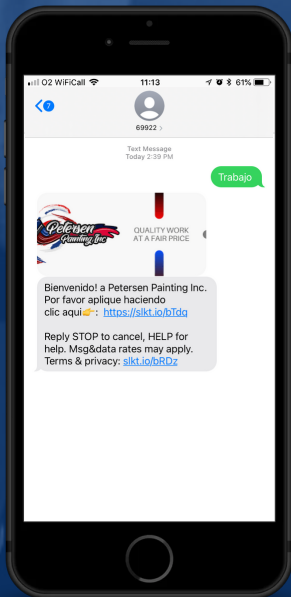 O2 WiFiCall
11:13
61%
7
69922 >
Text Message
Today 2:39 PM
Trabajo
Petersen
Painting Inc
QUALITY WORK
AT A FAIR PRICE
Bienvenido! a Petersen Painting Inc.
Por favor aplique haciendo
clic aqui👉: https://slkt.io/bTdq
Reply STOP to cancel, HELP for
help. Msg&data rates may apply.
Terms & privacy: slkt.io/bRDz